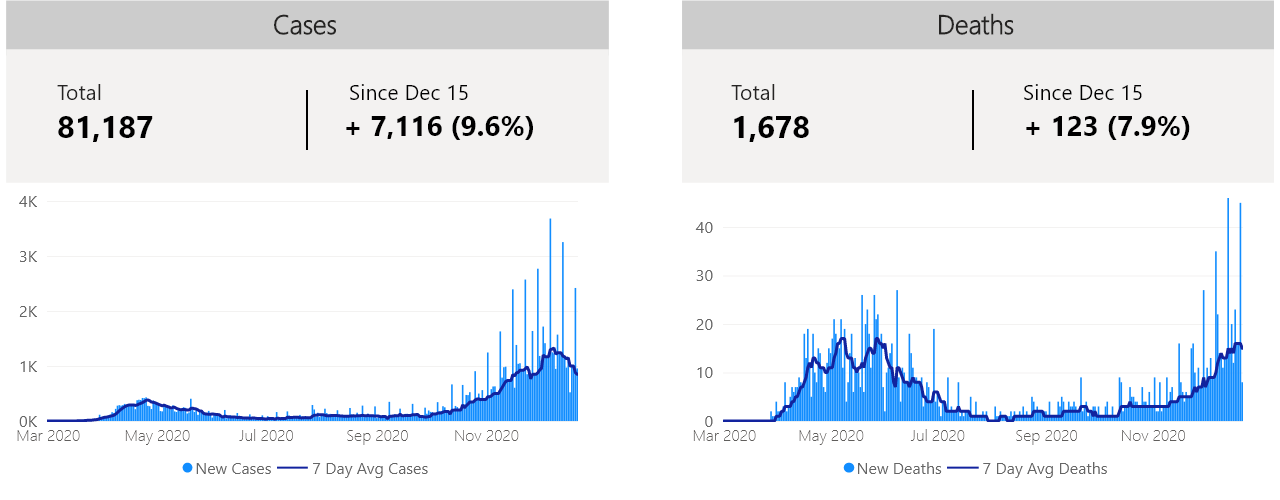 Cases
Total
Since Dec 15
81,187
+ 7,116 (9.6%)
4K
3K
2K
1K
0K
Mar 2020 May 2020 Jul 2020 Sep 2020 Nov 2020
New Cases 7 Day Avg Cases
Deaths
Total
Since Dec 15
1,678
+ 123 (7.9%)
40
30
20
10
0
Mar 2020 May 2020 Jul 2020 Sep 2020 Nov 2020
New Deaths 7 Day Avg Deaths